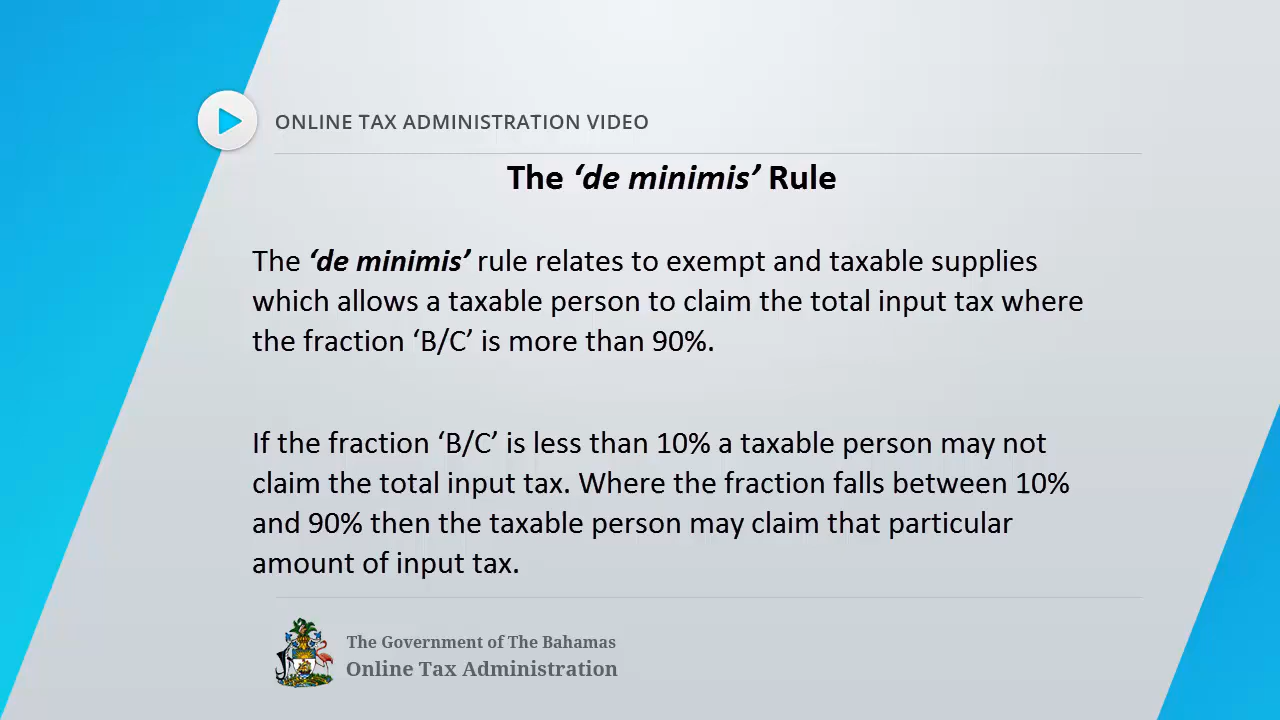 ONLINE TAX ADMINISTRATION VIDEO
The ‘de minimis’ Rule
The ‘de minimis’ rule relates to exempt and taxable supplies
which allows a taxable person to claim the total input tax where
the fraction ‘B/C’ is more than 90%.
If the fraction ‘B/C’ is less than 10% a taxable person may not
claim the total input tax. Where the fraction falls between 10%
and 90% then the taxable person may claim that particular
amount of input tax.
The Government of The Bahamas
Online Tax Administration